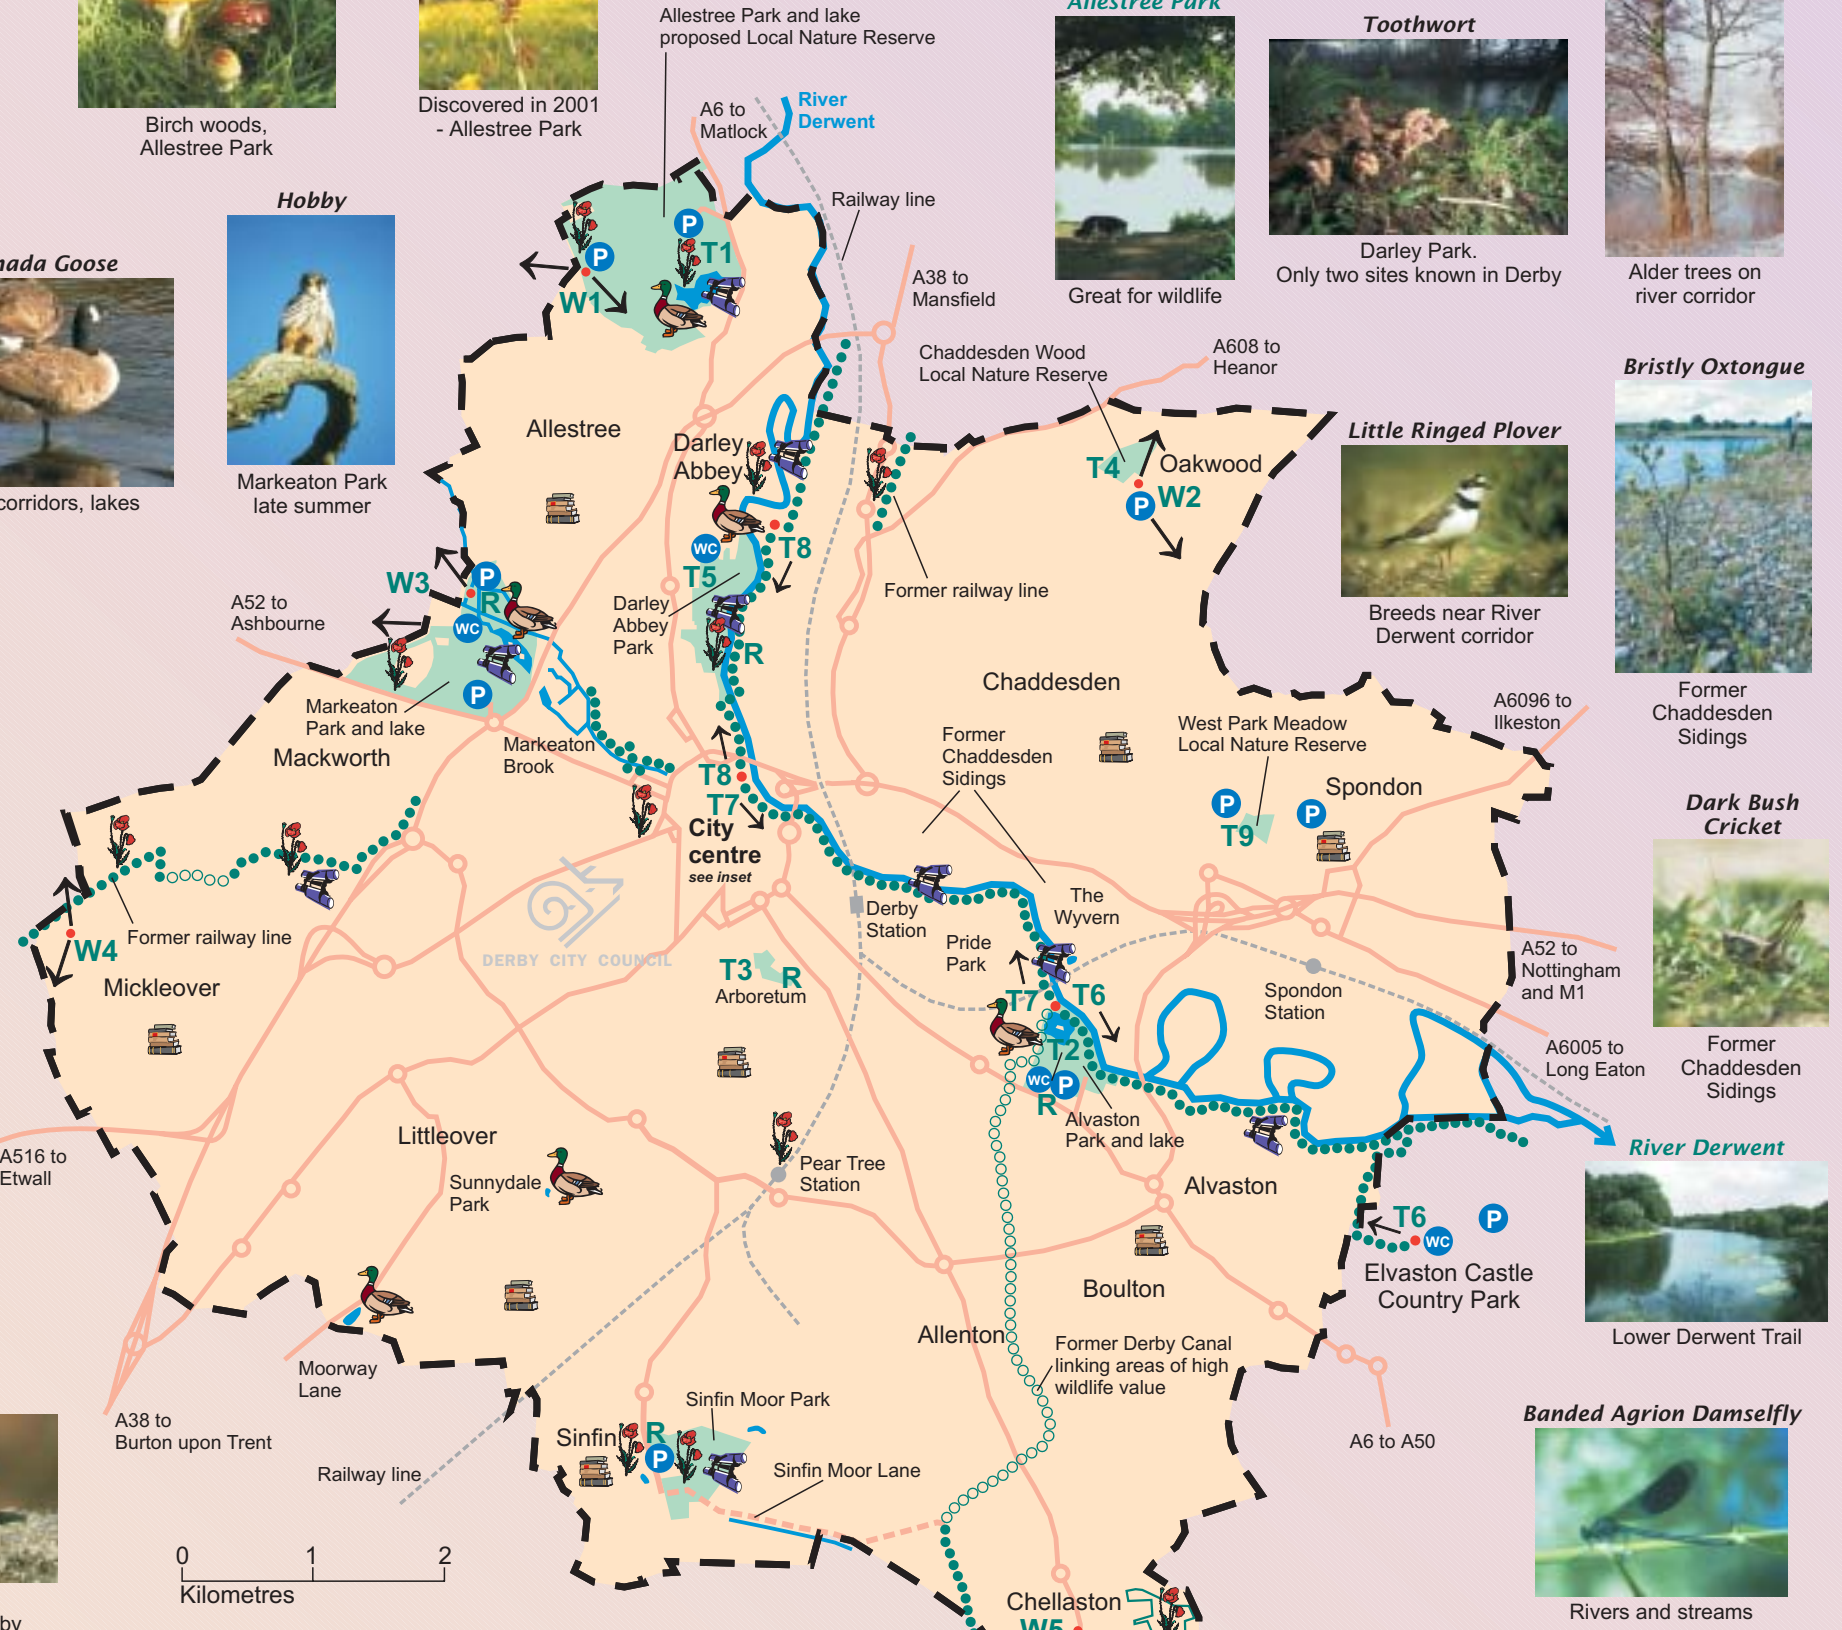 Allestree Park and lake
proposed Local Nature Reserve
Allestree Park
Toothwort
Birch woods,
Allestree Park
Discovered in 2001
- Allestree Park
A6 to
Matlock
River
Derwent
Railway line
Hobby
Markeaton Park
late summer
nada Goose
corridors, lakes
Great for wildlife
Darley Park.
Only two sites known in Derby
Alder trees on
river corridor
P
P
T1
W1
A38 to
Mansfield
Chaddesden Wood
Local Nature Reserve
A608 to
Heanor
Bristly Oxtongue
Little Ringed Plover
Allestree
Darley
Abbey
T4
Oakwood
P
W2
WC
T8
T5
Darley
Abbey
Park
R
Former railway line
Breeds near River
Derwent corridor
W3
P
R
WC
P
A52 to
Ashbourne
Markeaton
Park and lake
Mackworth
Markeaton
Brook
Chaddesden
Former
Chaddesden
Sidings
West Park Meadow
Local Nature Reserve
A6096 to
Ilkeston
Former
Chaddesden
Sidings
T8
T7
City
centre
see inset
P
T9
P
Spondon
Dark Bush
Cricket
DERBY CITY COUNCIL
Derby
Station
The
Wyvern
Pride
Park
Former railway line
W4
Mickleover
T3
R
Arboretum
T7
T6
T2
WC
P
R
Alvaston
Park and lake
Spondon
Station
A52 to
Nottingham
and M1
A6005 to
Long Eaton
Former
Chaddesden
Sidings
A516 to
Etwall
Littleover
Sunnydale
Park
Pear Tree
Station
Alvaston
River Derwent
T6
WC
P
Elvaston Castle
Country Park
Lower Derwent Trail
Boulton
Allenton
Former Derby Canal
linking areas of high
wildlife value
Moorway
Lane
A38 to
Burton upon Trent
Railway line
Sinfin Moor Park
Sinfin
R
P
Sinfin Moor Lane
A6 to A50
Banded Agrion Damselfly
Rivers and streams
0 1 2
Kilometres
Chellaston
W5
by